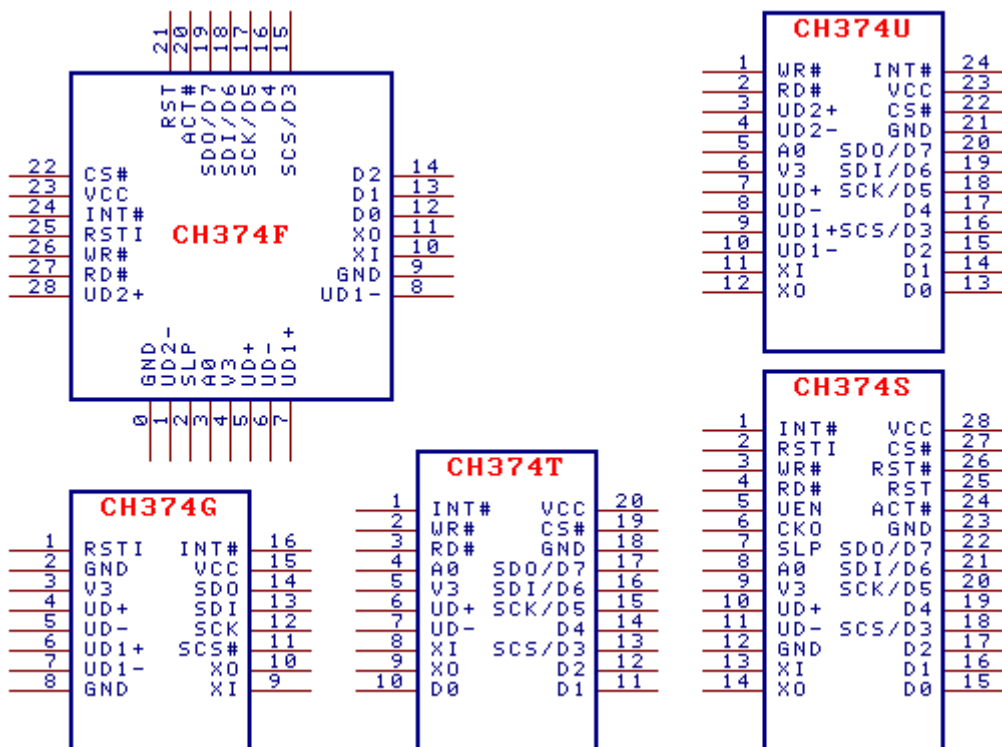 CH374F
21 RST
20 ACT#
19 SDO/D7
18 SDI/D6
17 SCK/D5
16 D4
15 SCS/D3
22 CS# D2 14
23 VCC D1 13
24 INT# D0 12
25 RSTI XO 11
26 WR# XI 10
27 RD# GND 9
28 UD2+ UD1- 8
0 GND
1 UD2-
2 SLP
3 A0
4 V3
5 UD+
6 UD-
7 UD1+
CH374U
1 WR# INT# 24
2 RD# VCC 23
3 UD2+ CS# 22
4 UD2- GND 21
5 A0 SDO/D7 20
6 V3 SDI/D6 19
7 UD+ SCK/D5 18
8 UD- D4 17
9 UD1+SCS/D3 16
10 UD1- D2 15
11 XI D1 14
12 XO D0 13
CH374G
1 RSTI INT# 16
2 GND VCC 15
3 V3 SDO 14
4 UD+ SDI 13
5 UD- SCK 12
6 UD1+ SCS# 11
7 UD1- XO 10
8 GND XI 9
CH374T
1 INT# VCC 20
2 WR# CS# 19
3 RD# GND 18
4 A0 SDO/D7 17
5 V3 SDI/D6 16
6 UD+ SCK/D5 15
7 UD- D4 14
8 XI SCS/D3 13
9 XO D2 12
10 D0 D1 11
CH374S
1 INT# VCC 28
2 RSTI CS# 27
3 WR# RST# 26
4 RD# RST 25
5 UEN ACT# 24
6 CKO GND 23
7 SLP SDO/D7 22
8 A0 SDI/D6 21
9 V3 SCK/D5 20
10 UD+ D4 19
11 UD- SCS/D3 18
12 GND D2 17
13 XI D1 16
14 XO D0 15